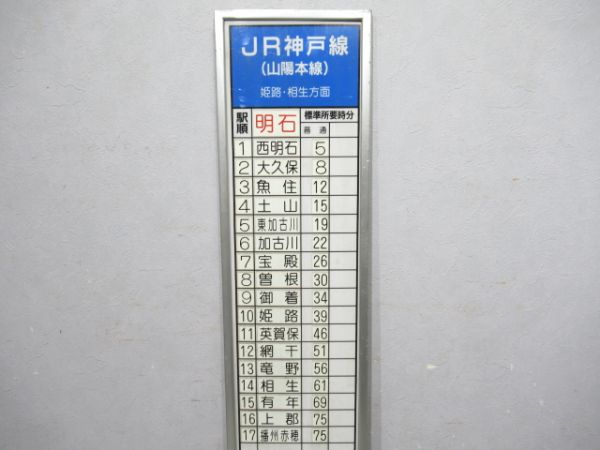 JR神戸線
(山陽本線)
姫路・相生方面
駅順 明石 標準所要時分
普通
1 西明石 5
2 大久保 8
3 魚住 12
4 土山 15
5 東加古川 19
6 加古川 22
7 宝殿 26
8 曽根 30
9 御着 34
10 姫路 39
11 英賀保 46
12 網干 51
13 竜野 56
14 相生 61
15 有年 69
16 上郡 75
17 播州赤穂 75